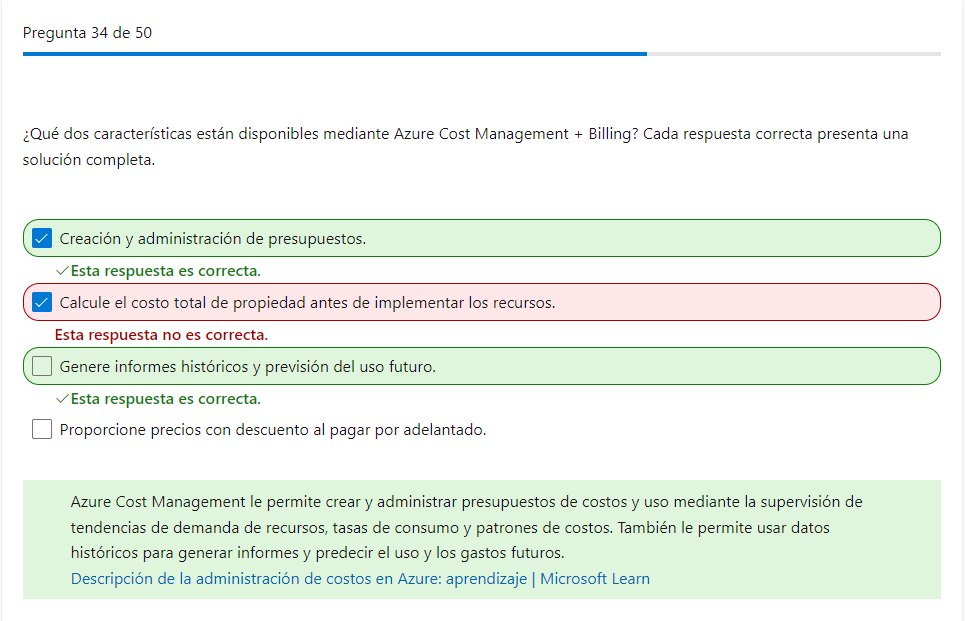 Pregunta 34 de 50
¿Qué dos características están disponibles mediante Azure Cost Management + Billing? Cada respuesta correcta presenta una
solución completa.
Creación y administración de presupuestos.
Esta respuesta es correcta.
Calcule el costo total de propiedad antes de implementar los recursos.
Esta respuesta no es correcta.
Genere informes históricos y previsión del uso futuro.
Esta respuesta es correcta.
Proporcione precios con descuento al pagar por adelantado.
Azure Cost Management le permite crear y administrar presupuestos de costos y uso mediante la supervisión de
tendencias de demanda de recursos, tasas de consumo y patrones de costos. También le permite usar datos
históricos para generar informes y predecir el uso y los gastos futuros.
Descripción de la administración de costos en Azure: aprendizaje | Microsoft Learn